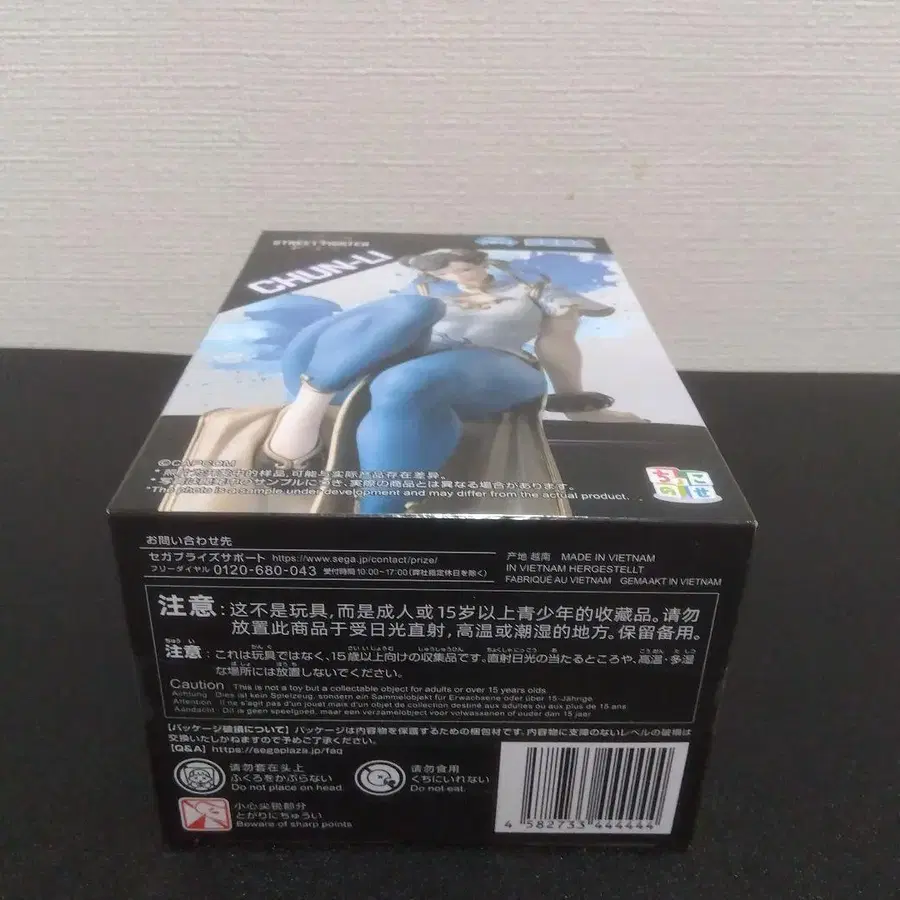 STREET FIGHTER
CHUN-LI
SEGA
©CAPCOM
*The photo is a sample under development and may differ from the actual product.
ちょこのせ
お問い合わせ先
セガプライズサポート https://www.sega.jp/contact/prize/
フリーダイヤル 0120-680-043 受付時間10:00~17:00(弊社指定休日を除く)
产地 越南 MADE IN VIETNAM
IN VIETNAM HERGESTELLT
FABRIQUÉ AU VIETNAM GEMAAKT IN VIETNAM
注意:这不是玩具,而是成人或15岁以上青少年的收藏品。请勿
放置此商品于受日光直射,高温或潮湿的地方。保留备用。
注意:これは玩具ではなく、15歳以上向けの収集品です。直射日光の当たるところや、高温・多湿
な場所には放置しないでください。
Caution This is not a toy but a collectable object for adults or over 15 years olds.
Achtung Dies ist kein Spielzeug, sondern ein Sammelobjekt für Erwachsene oder über 15-Jährige.
Attention Il ne s'agit pas d'un jouet mais d'un objet de collection destiné aux adultes ou aux plus de 15 ans
Aandacht Dit is geen speelgoed, maar een verzamelobject voor volwassenen of ouder dan 15 jaar
【パッケージ破損について】パッケージは内容物を保護するための梱包材です。内容物に支障のないレベルの破損は
交換いたしかねますので予めご了承ください。
【Q&A】https://segaplaza.jp/faq
请勿套在头上
ふくろをかぶらない
Do not place on head.
请勿食用
くちにいれない
Do not eat.
小心尖锐部分
とがりにちゅうい
Beware of sharp points
4 582733 444444